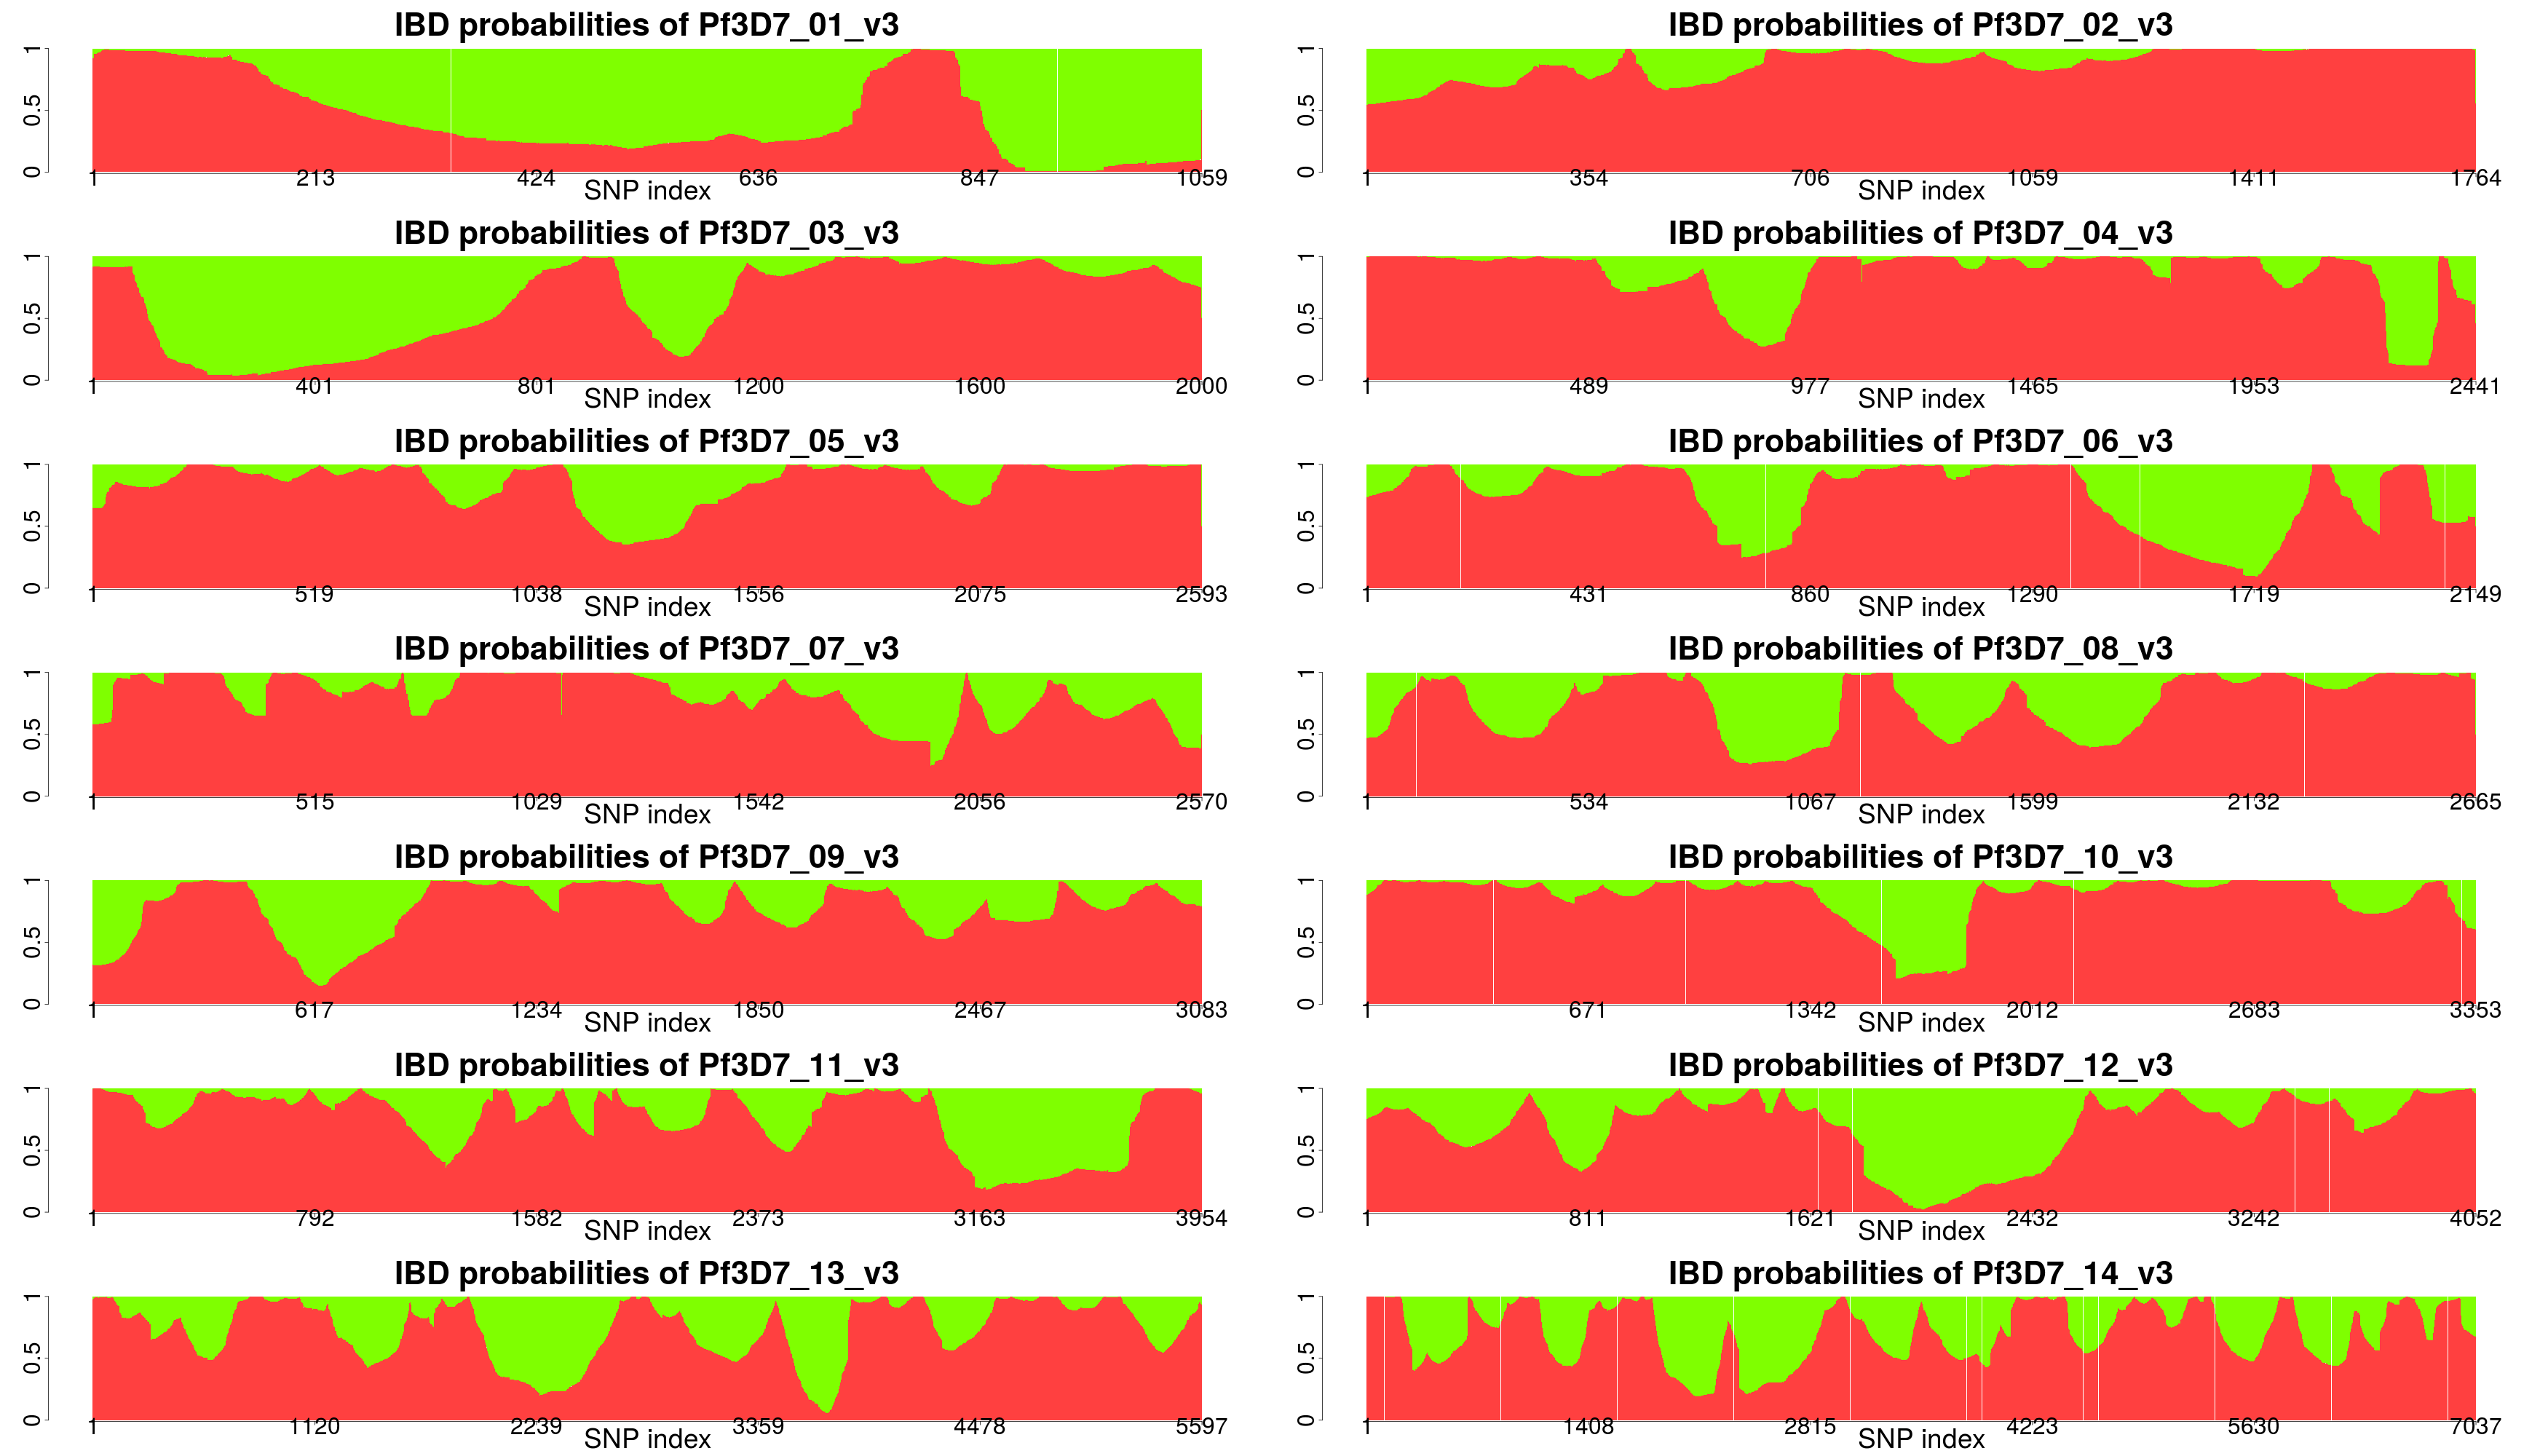 IBD probabilities of Pf3D7_01_v3
0 0.5 1
1 213 424 636 847 1059
SNP index
IBD probabilities of Pf3D7_02_v3
0 0.5 1
1 354 706 1059 1411 1764
SNP index
IBD probabilities of Pf3D7_03_v3
0 0.5 1
1 401 801 1200 1600 2000
SNP index
IBD probabilities of Pf3D7_04_v3
0 0.5 1
1 489 977 1465 1953 2441
SNP index
IBD probabilities of Pf3D7_05_v3
0 0.5 1
1 519 1038 1556 2075 2593
SNP index
IBD probabilities of Pf3D7_06_v3
0 0.5 1
1 431 860 1290 1719 2149
SNP index
IBD probabilities of Pf3D7_07_v3
0 0.5 1
1 515 1029 1542 2056 2570
SNP index
IBD probabilities of Pf3D7_08_v3
0 0.5 1
1 534 1067 1599 2132 2665
SNP index
IBD probabilities of Pf3D7_09_v3
0 0.5 1
1 617 1234 1850 2467 3083
SNP index
IBD probabilities of Pf3D7_10_v3
0 0.5 1
1 671 1342 2012 2683 3353
SNP index
IBD probabilities of Pf3D7_11_v3
0 0.5 1
1 792 1582 2373 3163 3954
SNP index
IBD probabilities of Pf3D7_12_v3
0 0.5 1
1 811 1621 2432 3242 4052
SNP index
IBD probabilities of Pf3D7_13_v3
0 0.5 1
1 1120 2239 3359 4478 5597
SNP index
IBD probabilities of Pf3D7_14_v3
0 0.5 1
1 1408 2815 4223 5630 7037
SNP index